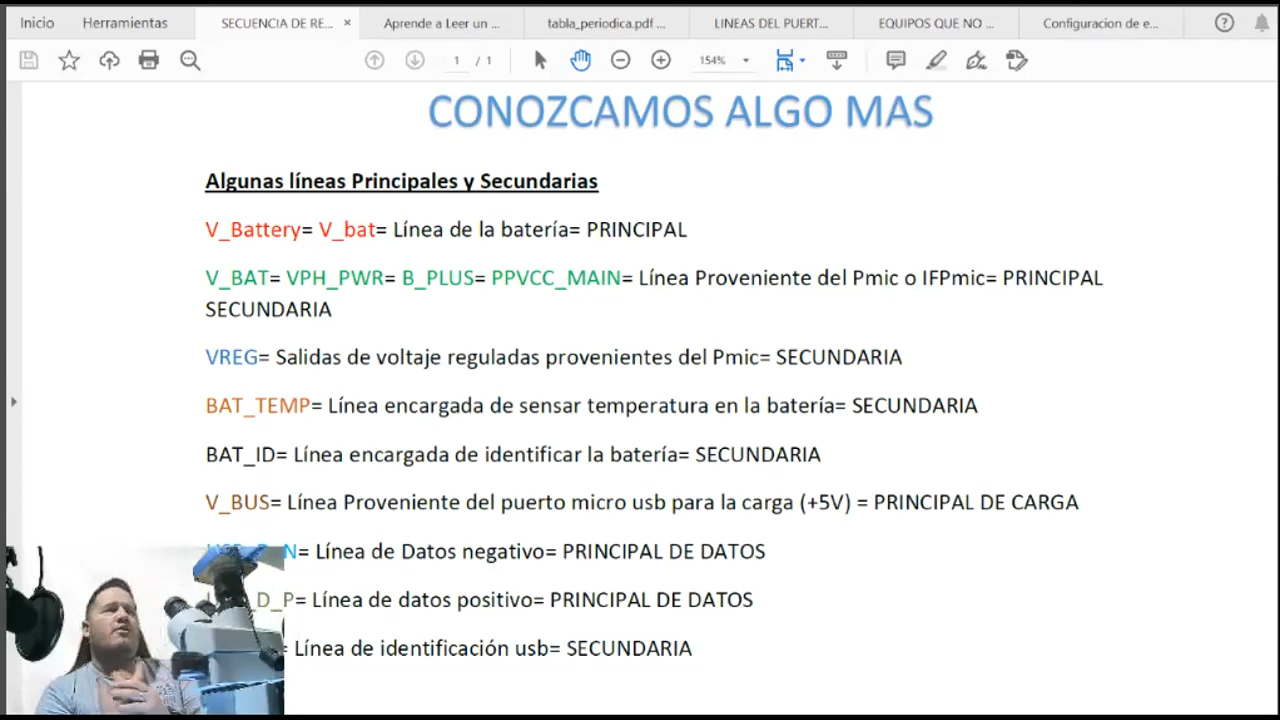 Inicio Herramientas SECUENCIA DE RE... × Aprende a Leer un ... tabla_periodica.pdf ... LINEAS DEL PUERT... EQUIPOS QUE NO ... Configuracion de e...
1 / 1 154%
CONOZCAMOS ALGO MAS
Algunas líneas Principales y Secundarias
V_Battery= V_bat= Línea de la batería= PRINCIPAL
V_BAT= VPH_PWR= B_PLUS= PPVCC_MAIN= Línea Proveniente del Pmic o IFPmic= PRINCIPAL
SECUNDARIA
VREG= Salidas de voltaje reguladas provenientes del Pmic= SECUNDARIA
BAT_TEMP= Línea encargada de sensar temperatura en la batería= SECUNDARIA
BAT_ID= Línea encargada de identificar la batería= SECUNDARIA
V_BUS= Línea Proveniente del puerto micro usb para la carga (+5V) = PRINCIPAL DE CARGA
N= Línea de Datos negativo= PRINCIPAL DE DATOS
D_P= Línea de datos positivo= PRINCIPAL DE DATOS
= Línea de identificación usb= SECUNDARIA